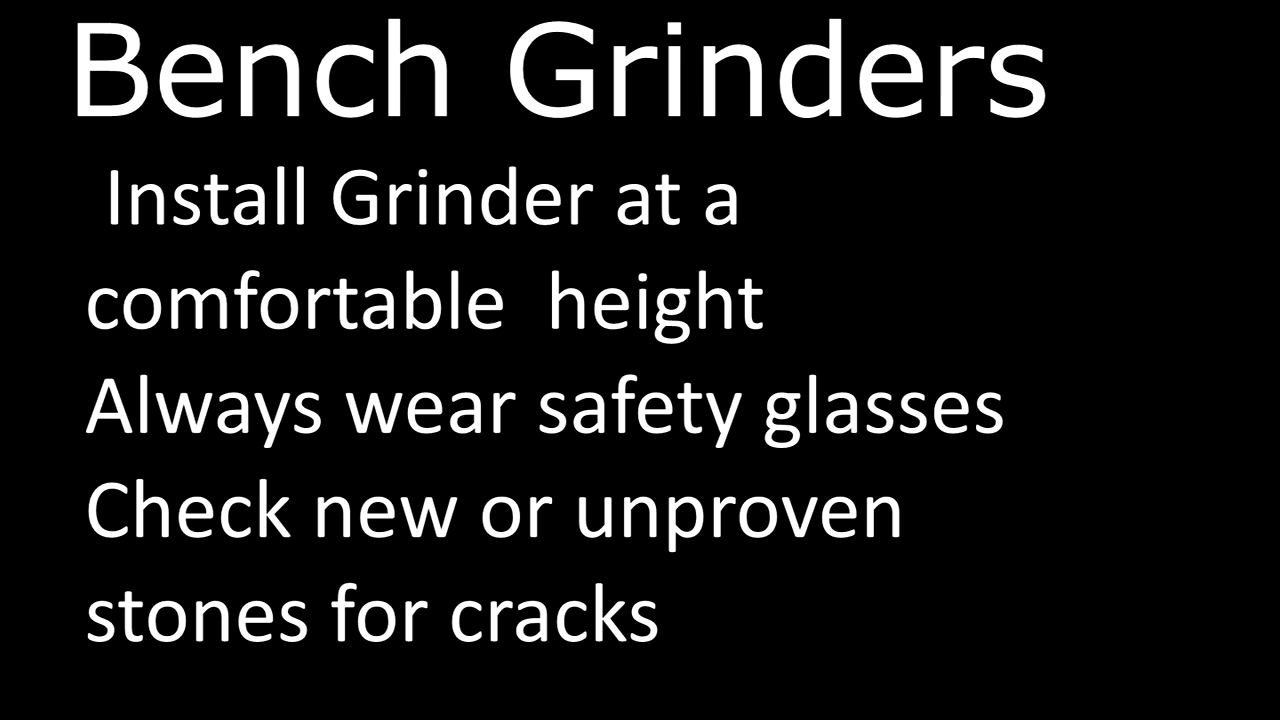 Bench Grinders
Install Grinder at a
comfortable  height
Always wear safety glasses
Check new or unproven
stones for cracks